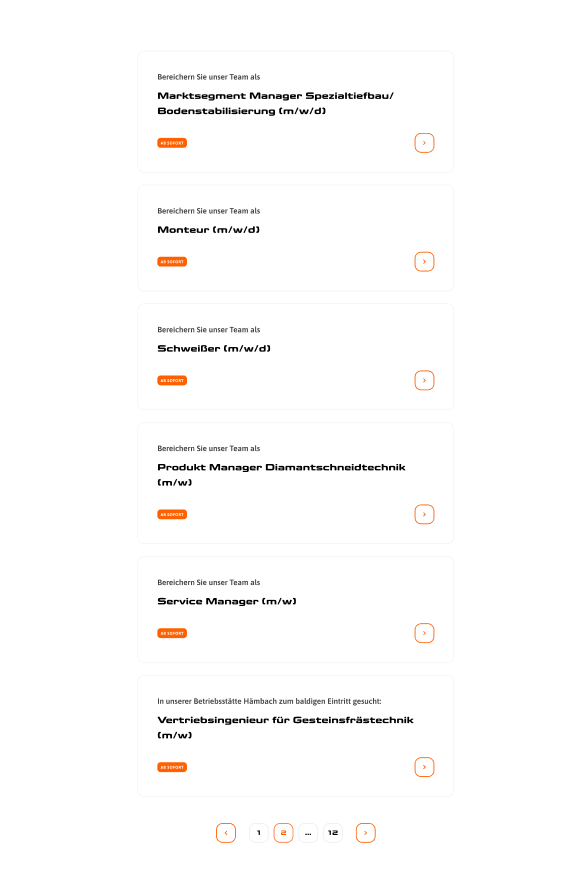 Bereichern Sie unser Team als
Marktsegment Manager Spezialtiefbau/
Bodenstabilisierung (m/w/d)
AB SOFORT
Bereichern Sie unser Team als
Monteur (m/w/d)
AB SOFORT
Bereichern Sie unser Team als
Schweißer (m/w/d)
AB SOFORT
Bereichern Sie unser Team als
Produkt Manager Diamantschneidtechnik
(m/w)
AB SOFORT
Bereichern Sie unser Team als
Service Manager (m/w)
AB SOFORT
In unserer Betriebsstätte Hämbach zum baldigen Eintritt gesucht:
Vertriebsingenieur für Gesteinsfrästechnik
(m/w)
AB SOFORT
‹ 1 2 ... 12 ›